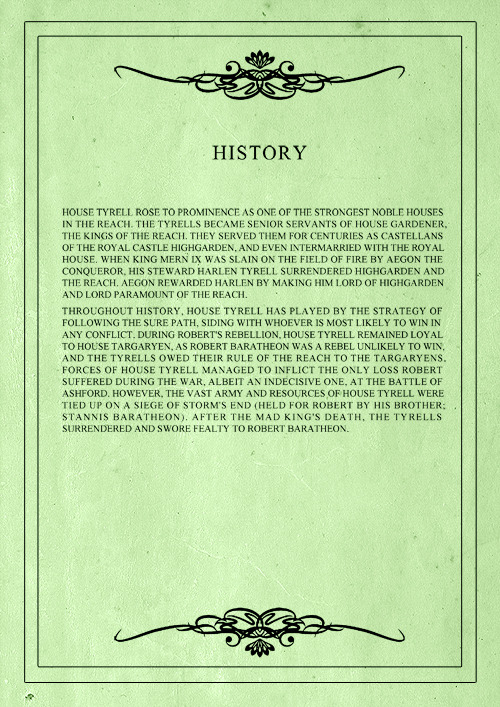 HISTORY
HOUSE TYRELL ROSE TO PROMINENCE AS ONE OF THE STRONGEST NOBLE HOUSES
IN THE REACH. THE TYRELLS BECAME SENIOR SERVANTS OF HOUSE GARDENER,
THE KINGS OF THE REACH. THEY SERVED THEM FOR CENTURIES AS CASTELLANS
OF THE ROYAL CASTLE HIGHGARDEN, AND EVEN INTERMARRIED WITH THE ROYAL
HOUSE. WHEN KING MERN IX WAS SLAIN ON THE FIELD OF FIRE BY AEGON THE
CONQUEROR, HIS STEWARD HARLEN TYRELL SURRENDERED HIGHGARDEN AND
THE REACH. AEGON REWARDED HARLEN BY MAKING HIM LORD OF HIGHGARDEN
AND LORD PARAMOUNT OF THE REACH.
THROUGHOUT HISTORY, HOUSE TYRELL HAS PLAYED BY THE STRATEGY OF
FOLLOWING THE SURE PATH, SIDING WITH WHOEVER IS MOST LIKELY TO WIN IN
ANY CONFLICT. DURING ROBERT'S REBELLION, HOUSE TYRELL REMAINED LOYAL
TO HOUSE TARGARYEN, AS ROBERT BARATHEON WAS A REBEL UNLIKELY TO WIN,
AND THE TYRELLS OWED THEIR RULE OF THE REACH TO THE TARGARYENS.
FORCES OF HOUSE TYRELL MANAGED TO INFLICT THE ONLY LOSS ROBERT
SUFFERED DURING THE WAR, ALBEIT AN INDECISIVE ONE, AT THE BATTLE OF
ASHFORD. HOWEVER, THE VAST ARMY AND RESOURCES OF HOUSE TYRELL WERE
TIED UP ON A SIEGE OF STORM'S END (HELD FOR ROBERT BY HIS BROTHER;
STANNIS BARATHEON). AFTER THE MAD KING'S DEATH, THE TYRELLS
SURRENDERED AND SWORE FEALTY TO ROBERT BARATHEON.